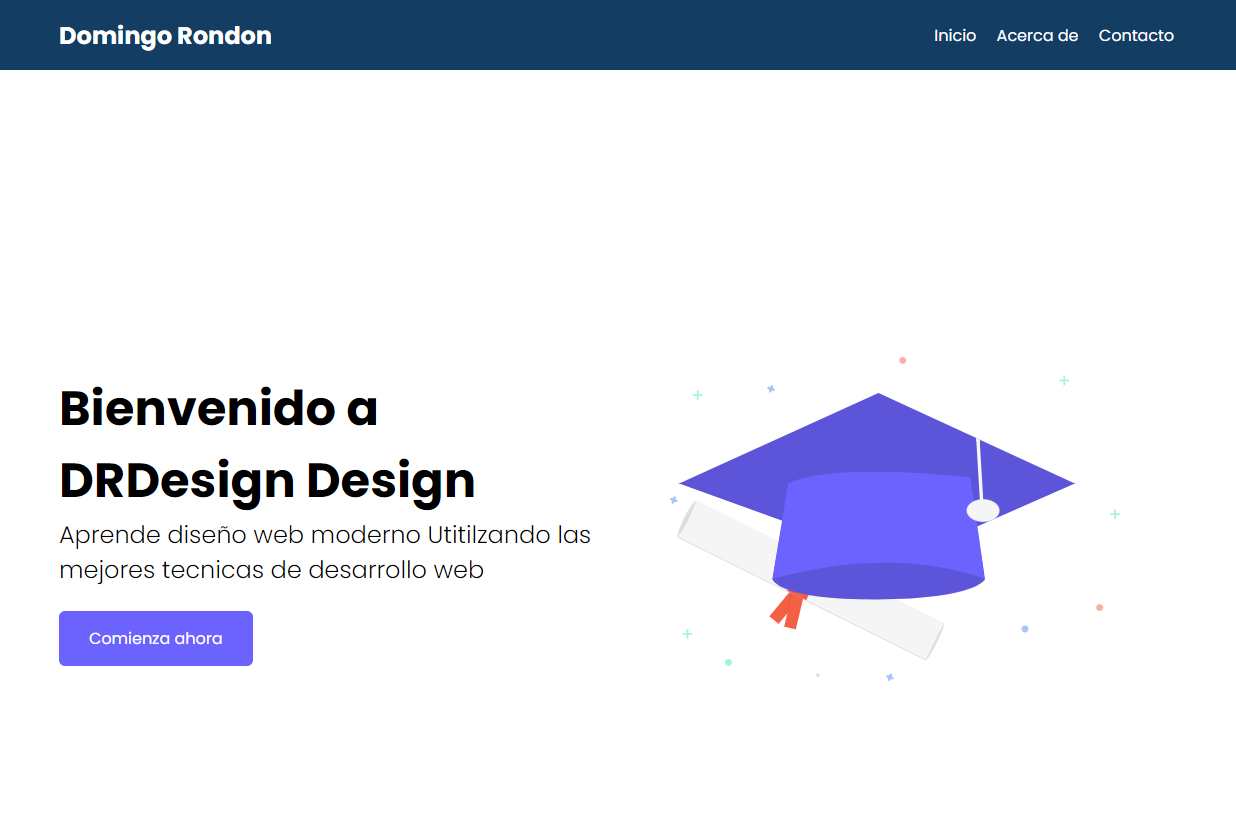 Domingo Rondon
Inicio Acerca de Contacto
Bienvenido a
DRDesign Design
Aprende diseño web moderno Utitilzando las
mejores tecnicas de desarrollo web
Comienza ahora